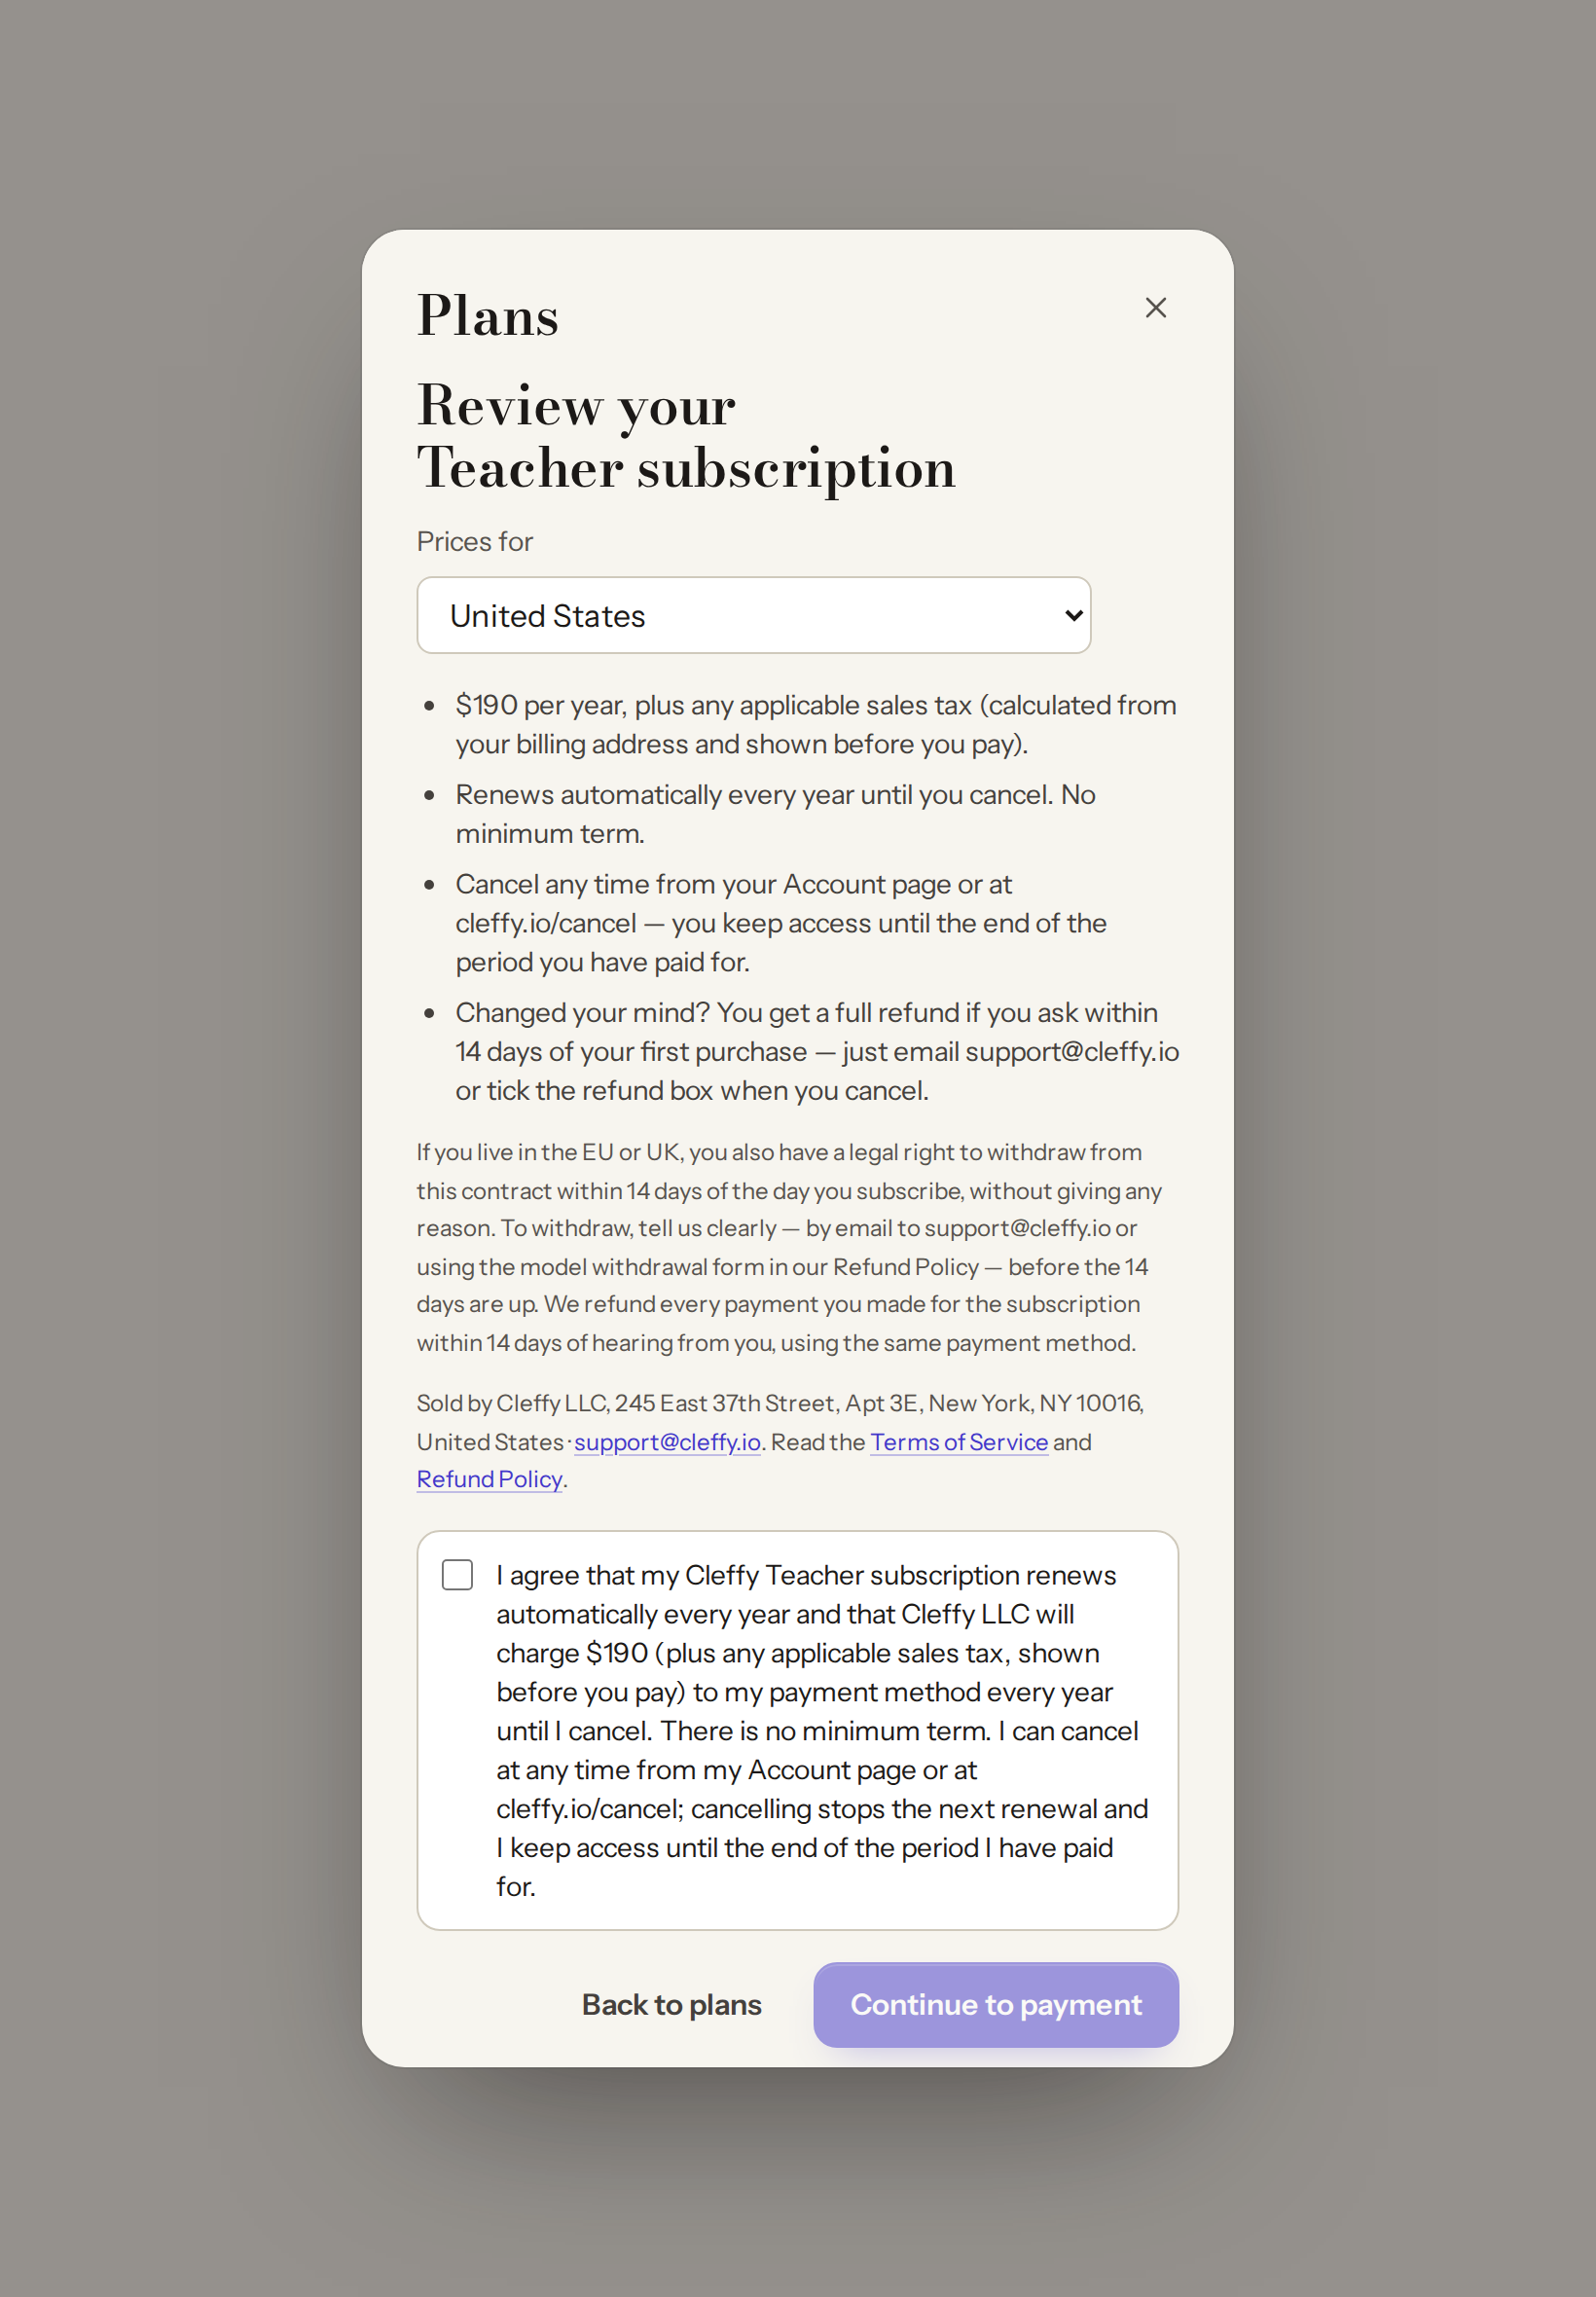 Plans
Review your
Teacher subscription
Prices for
United States
• $190 per year, plus any applicable sales tax (calculated from
your billing address and shown before you pay).
• Renews automatically every year until you cancel. No
minimum term.
• Cancel any time from your Account page or at
cleffy.io/cancel — you keep access until the end of the
period you have paid for.
• Changed your mind? You get a full refund if you ask within
14 days of your first purchase — just email support@cleffy.io
or tick the refund box when you cancel.
If you live in the EU or UK, you also have a legal right to withdraw from
this contract within 14 days of the day you subscribe, without giving any
reason. To withdraw, tell us clearly — by email to support@cleffy.io or
using the model withdrawal form in our Refund Policy — before the 14
days are up. We refund every payment you made for the subscription
within 14 days of hearing from you, using the same payment method.
Sold by Cleffy LLC, 245 East 37th Street, Apt 3E, New York, NY 10016,
United States · support@cleffy.io. Read the Terms of Service and
Refund Policy.
I agree that my Cleffy Teacher subscription renews
automatically every year and that Cleffy LLC will
charge $190 (plus any applicable sales tax, shown
before you pay) to my payment method every year
until I cancel. There is no minimum term. I can cancel
at any time from my Account page or at
cleffy.io/cancel; cancelling stops the next renewal and
I keep access until the end of the period I have paid
for.
Back to plans
Continue to payment